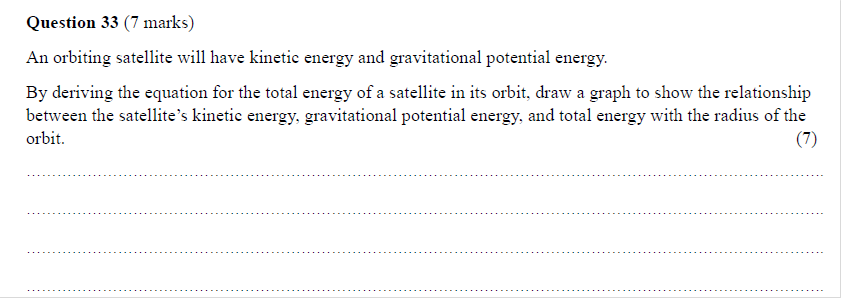 Question 33 (7 marks)
An orbiting satellite will have kinetic energy and gravitational potential energy.
By deriving the equation for the total energy of a satellite in its orbit, draw a graph to show the relationship
between the satellite's kinetic energy, gravitational potential energy, and total energy with the radius of the
orbit. (7)